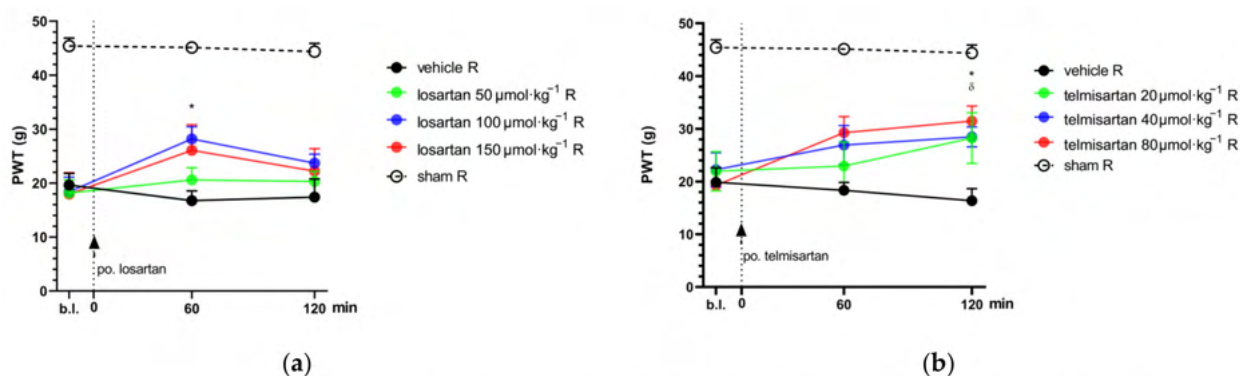 50
40
30
20
10
0
PWT (g)
*
po. losartan
b.l.
0
60
120
min
vehicle R
losartan 50 μmol·kg⁻¹ R
losartan 100 μmol·kg⁻¹ R
losartan 150 μmol·kg⁻¹ R
sham R
(a)
50
40
30
20
10
0
PWT (g)
*
δ
po. telmisartan
b.l.
0
60
120
min
vehicle R
telmisartan 20 μmol·kg⁻¹ R
telmisartan 40 μmol·kg⁻¹ R
telmisartan 80 μmol·kg⁻¹ R
sham R
(b)